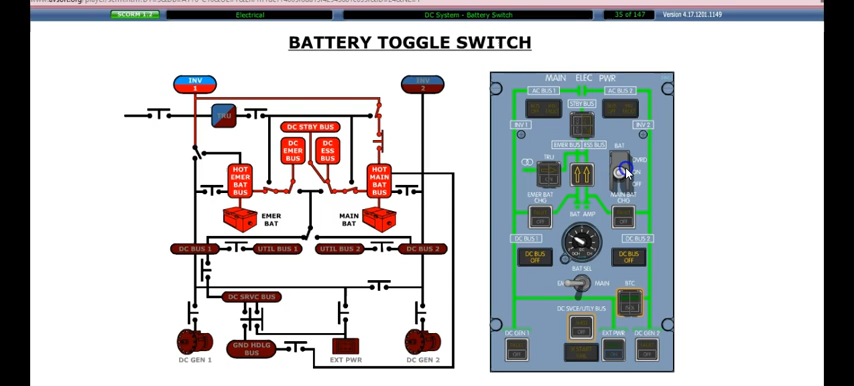 SCORM 1.2
Electrical
DC System - Battery Switch
35 of 147
Version 4.17.1201.1149
BATTERY TOGGLE SWITCH
INV
1
INV
2
TRU
DC STBY BUS
DC
EMER
BUS
DC
ESS
BUS
HOT
EMER
BAT
BUS
HOT
MAIN
BAT
BUS
EMER
BAT
MAIN
BAT
DC BUS 1
UTIL BUS 1
UTIL BUS 2
DC BUS 2
DC SRVC BUS
GND HDLG
BUS
DC GEN 1
EXT PWR
DC GEN 2
MAIN ELEC PWR
AC BUS 1
AC BUS 2
STBY BUS
INV 1
INV 2
EMER BUS
ESS BUS
BAT
OVRD
ON
OFF
TRU
EMER BAT
CHG
MAIN BAT
CHG
BAT AMP
DC BUS 1
DC BUS 2
DC BUS
OFF
DC BUS
OFF
BAT SEL
MAIN
BTC
DC SVCE/UTLY BUS
DC GEN 1
EXT PWR
DC GEN 2